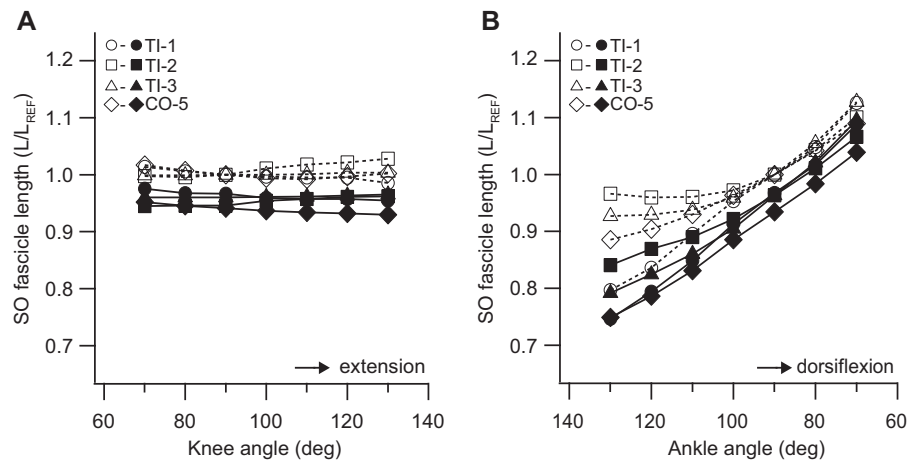 A
TI-1
TI-2
TI-3
CO-5
1.2
1.1
1.0
0.9
0.8
0.7
SO fascicle length (L/LREF)
extension
60
80
100
120
140
Knee angle (deg)
B
TI-1
TI-2
TI-3
CO-5
1.2
1.1
1.0
0.9
0.8
0.7
SO fascicle length (L/LREF)
dorsiflexion
140
120
100
80
60
Ankle angle (deg)